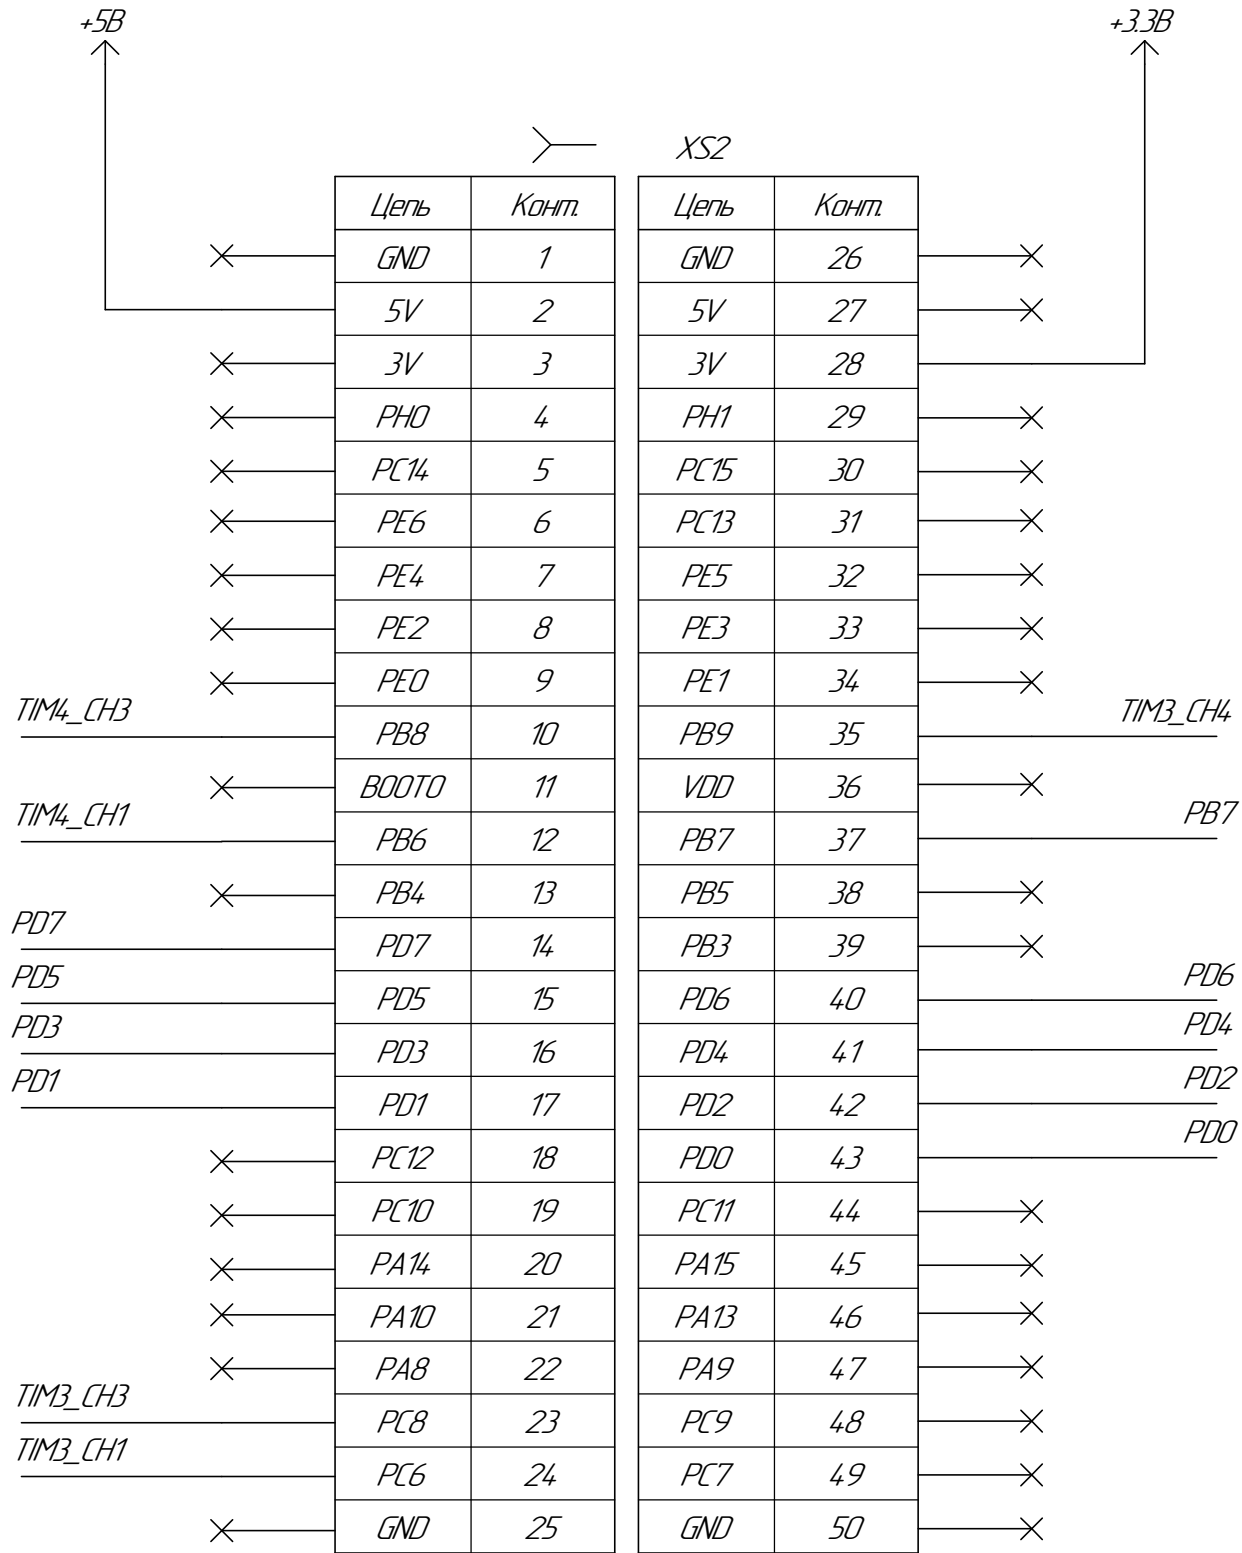 +5В +3.3В
XS2
Цепь Конт. Цепь Конт.
GND 1 GND 26
5V 2 5V 27
3V 3 3V 28
PH0 4 PH1 29
PC14 5 PC15 30
PE6 6 PC13 31
PE4 7 PE5 32
PE2 8 PE3 33
PE0 9 PE1 34
TIM4_CH3 TIM3_CH4
PB8 10 PB9 35
BOOT0 11 VDD 36
TIM4_CH1 PB7
PB6 12 PB7 37
PB4 13 PB5 38
PD7
PD7 14 PB3 39
PD5 PD6
PD5 15 PD6 40
PD3 PD4
PD3 16 PD4 41
PD1 PD2
PD1 17 PD2 42
PD0
PC12 18 PD0 43
PC10 19 PC11 44
PA14 20 PA15 45
PA10 21 PA13 46
PA8 22 PA9 47
TIM3_CH3
PC8 23 PC9 48
TIM3_CH1
PC6 24 PC7 49
GND 25 GND 50